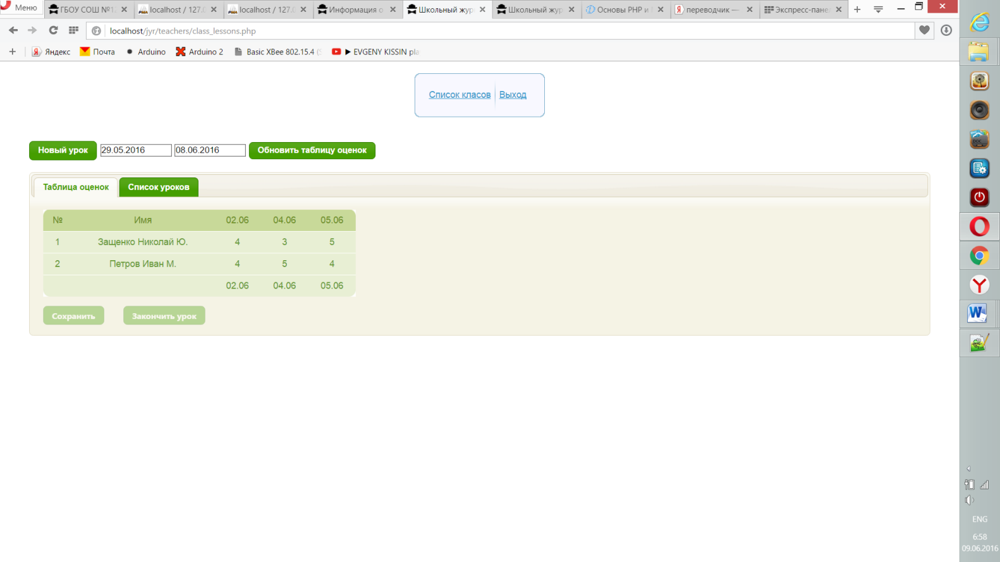 Меню ГБОУ СОШ №1 localhost / 127.0 localhost / 127.0 Информация о Школьный жур Школьный жур Основы PHP и переводчик — Экспресс-пане
localhost/jyr/teachers/class_lessons.php
Яндекс Почта Arduino Arduino 2 Basic XBee 802.15.4 (S ▶ EVGENY KISSIN pla
Список класов Выход
Новый урок 29.05.2016 08.06.2016 Обновить таблицу оценок
Таблица оценок Список уроков
№ Имя 02.06 04.06 05.06
1 Защенко Николай Ю. 4 3 5
2 Петров Иван М. 4 5 4
02.06 04.06 05.06
Сохранить Закончить урок
ENG
6:58
09.06.2016